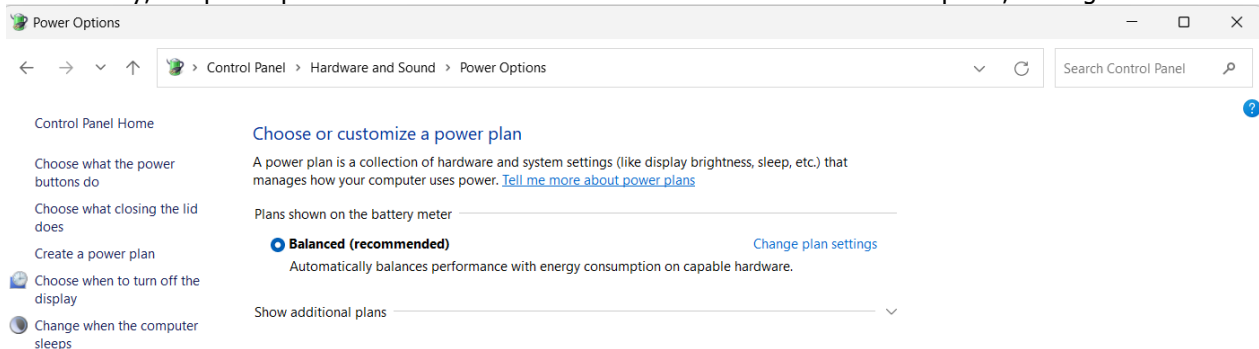 Power Options
Control Panel > Hardware and Sound > Power Options
Search Control Panel
Control Panel Home
Choose what the power
buttons do
Choose what closing the lid
does
Create a power plan
Choose when to turn off the
display
Change when the computer
sleeps
Choose or customize a power plan
A power plan is a collection of hardware and system settings (like display brightness, sleep, etc.) that
manages how your computer uses power. Tell me more about power plans
Plans shown on the battery meter
Balanced (recommended)
Change plan settings
Automatically balances performance with energy consumption on capable hardware.
Show additional plans